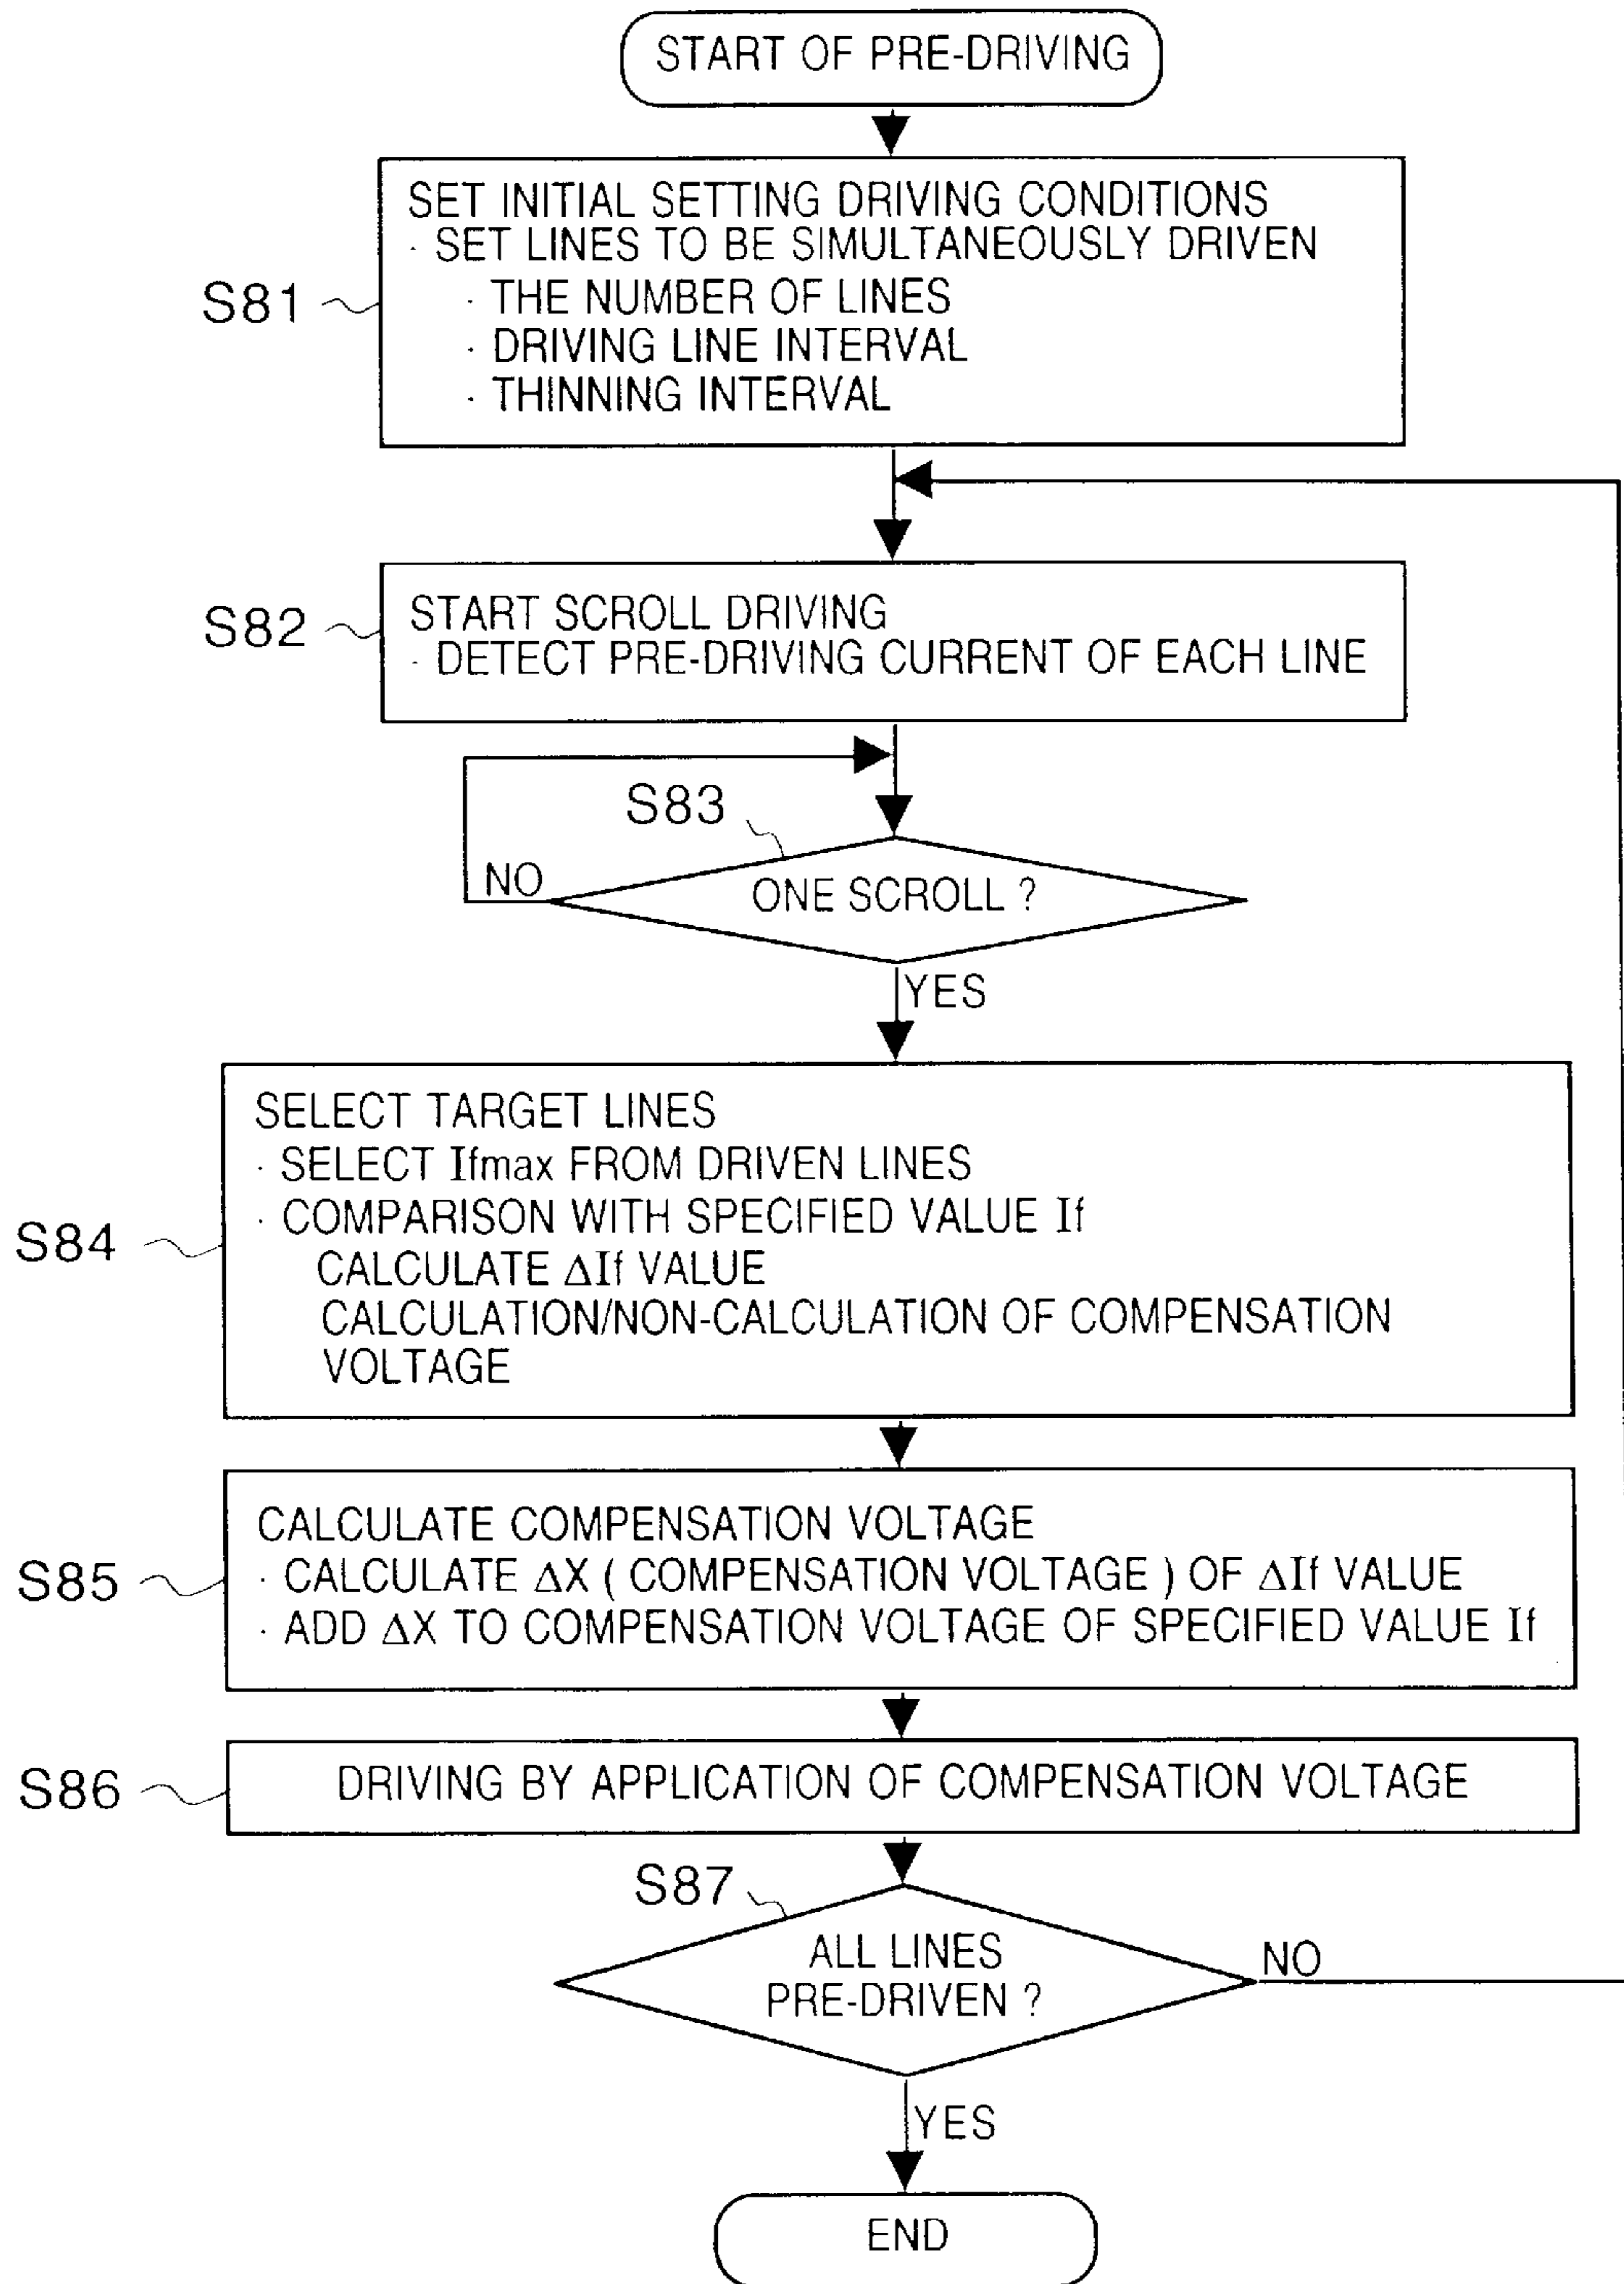 START OF PRE-DRIVING
SET INITIAL SETTING DRIVING CONDITIONS
· SET LINES TO BE SIMULTANEOUSLY DRIVEN
· THE NUMBER OF LINES
· DRIVING LINE INTERVAL
· THINNING INTERVAL
S81
START SCROLL DRIVING
· DETECT PRE-DRIVING CURRENT OF EACH LINE
S82
S83
NO
ONE SCROLL ?
YES
SELECT TARGET LINES
· SELECT Ifmax FROM DRIVEN LINES
· COMPARISON WITH SPECIFIED VALUE If
CALCULATE ΔIf VALUE
CALCULATION/NON-CALCULATION OF COMPENSATION
VOLTAGE
S84
CALCULATE COMPENSATION VOLTAGE
· CALCULATE ΔX ( COMPENSATION VOLTAGE ) OF ΔIf VALUE
· ADD ΔX TO COMPENSATION VOLTAGE OF SPECIFIED VALUE If
S85
S86
DRIVING BY APPLICATION OF COMPENSATION VOLTAGE
S87
ALL LINES
PRE-DRIVEN ?
NO
YES
END